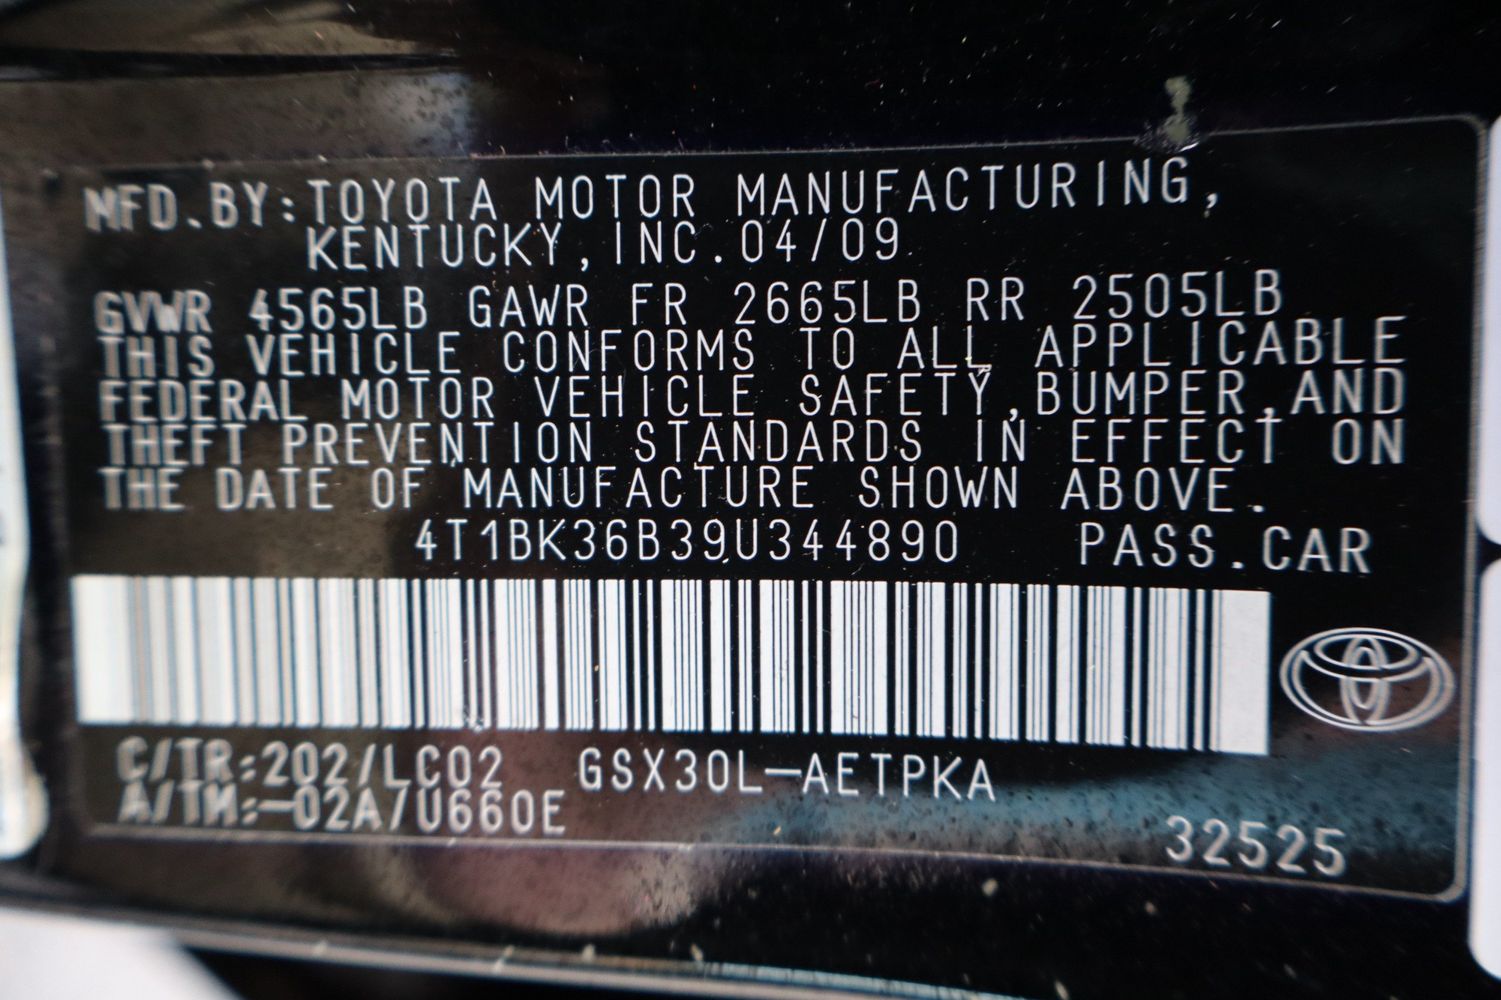 MFD.BY:TOYOTA MOTOR MANUFACTURING,
KENTUCKY,INC.04/09
GVWR 4565LB GAWR FR 2665LB RR 2505LB
THIS VEHICLE CONFORMS TO ALL APPLICABLE
FEDERAL MOTOR VEHICLE SAFETY,BUMPER,AND
THEFT PREVENTION STANDARDS IN EFFECT ON
THE DATE OF MANUFACTURE SHOWN ABOVE.
4T1BK36B39U344890 PASS.CAR
C/TR:202/LC02 GSX30L-AETPKA
A/TM:-02A/U660E
32525